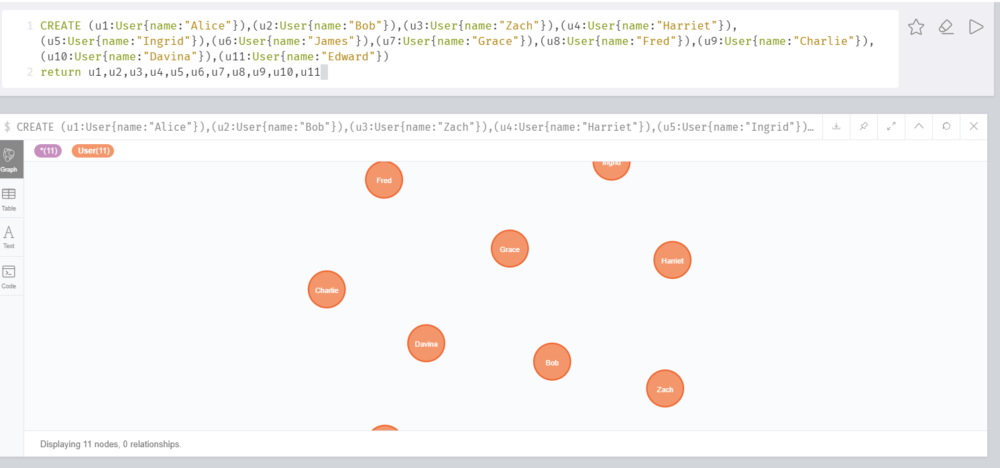 1 CREATE (u1:User{name:"Alice"}),(u2:User{name:"Bob"}),(u3:User{name:"Zach"}),(u4:User{name:"Harriet"}),
(u5:User{name:"Ingrid"}),(u6:User{name:"James"}),(u7:User{name:"Grace"}),(u8:User{name:"Fred"}),(u9:User{name:"Charlie"}),
(u10:User{name:"Davina"}),(u11:User{name:"Edward"})
2 return u1,u2,u3,u4,u5,u6,u7,u8,u9,u10,u11
$ CREATE (u1:User{name:"Alice"}),(u2:User{name:"Bob"}),(u3:User{name:"Zach"}),(u4:User{name:"Harriet"}),(u5:User{name:"Ingrid"})…
*(11) User(11)
Graph
Table
Text
Code
Ingrid
Fred
Grace
Harriet
Charlie
Davina
Bob
Zach
Displaying 11 nodes, 0 relationships.